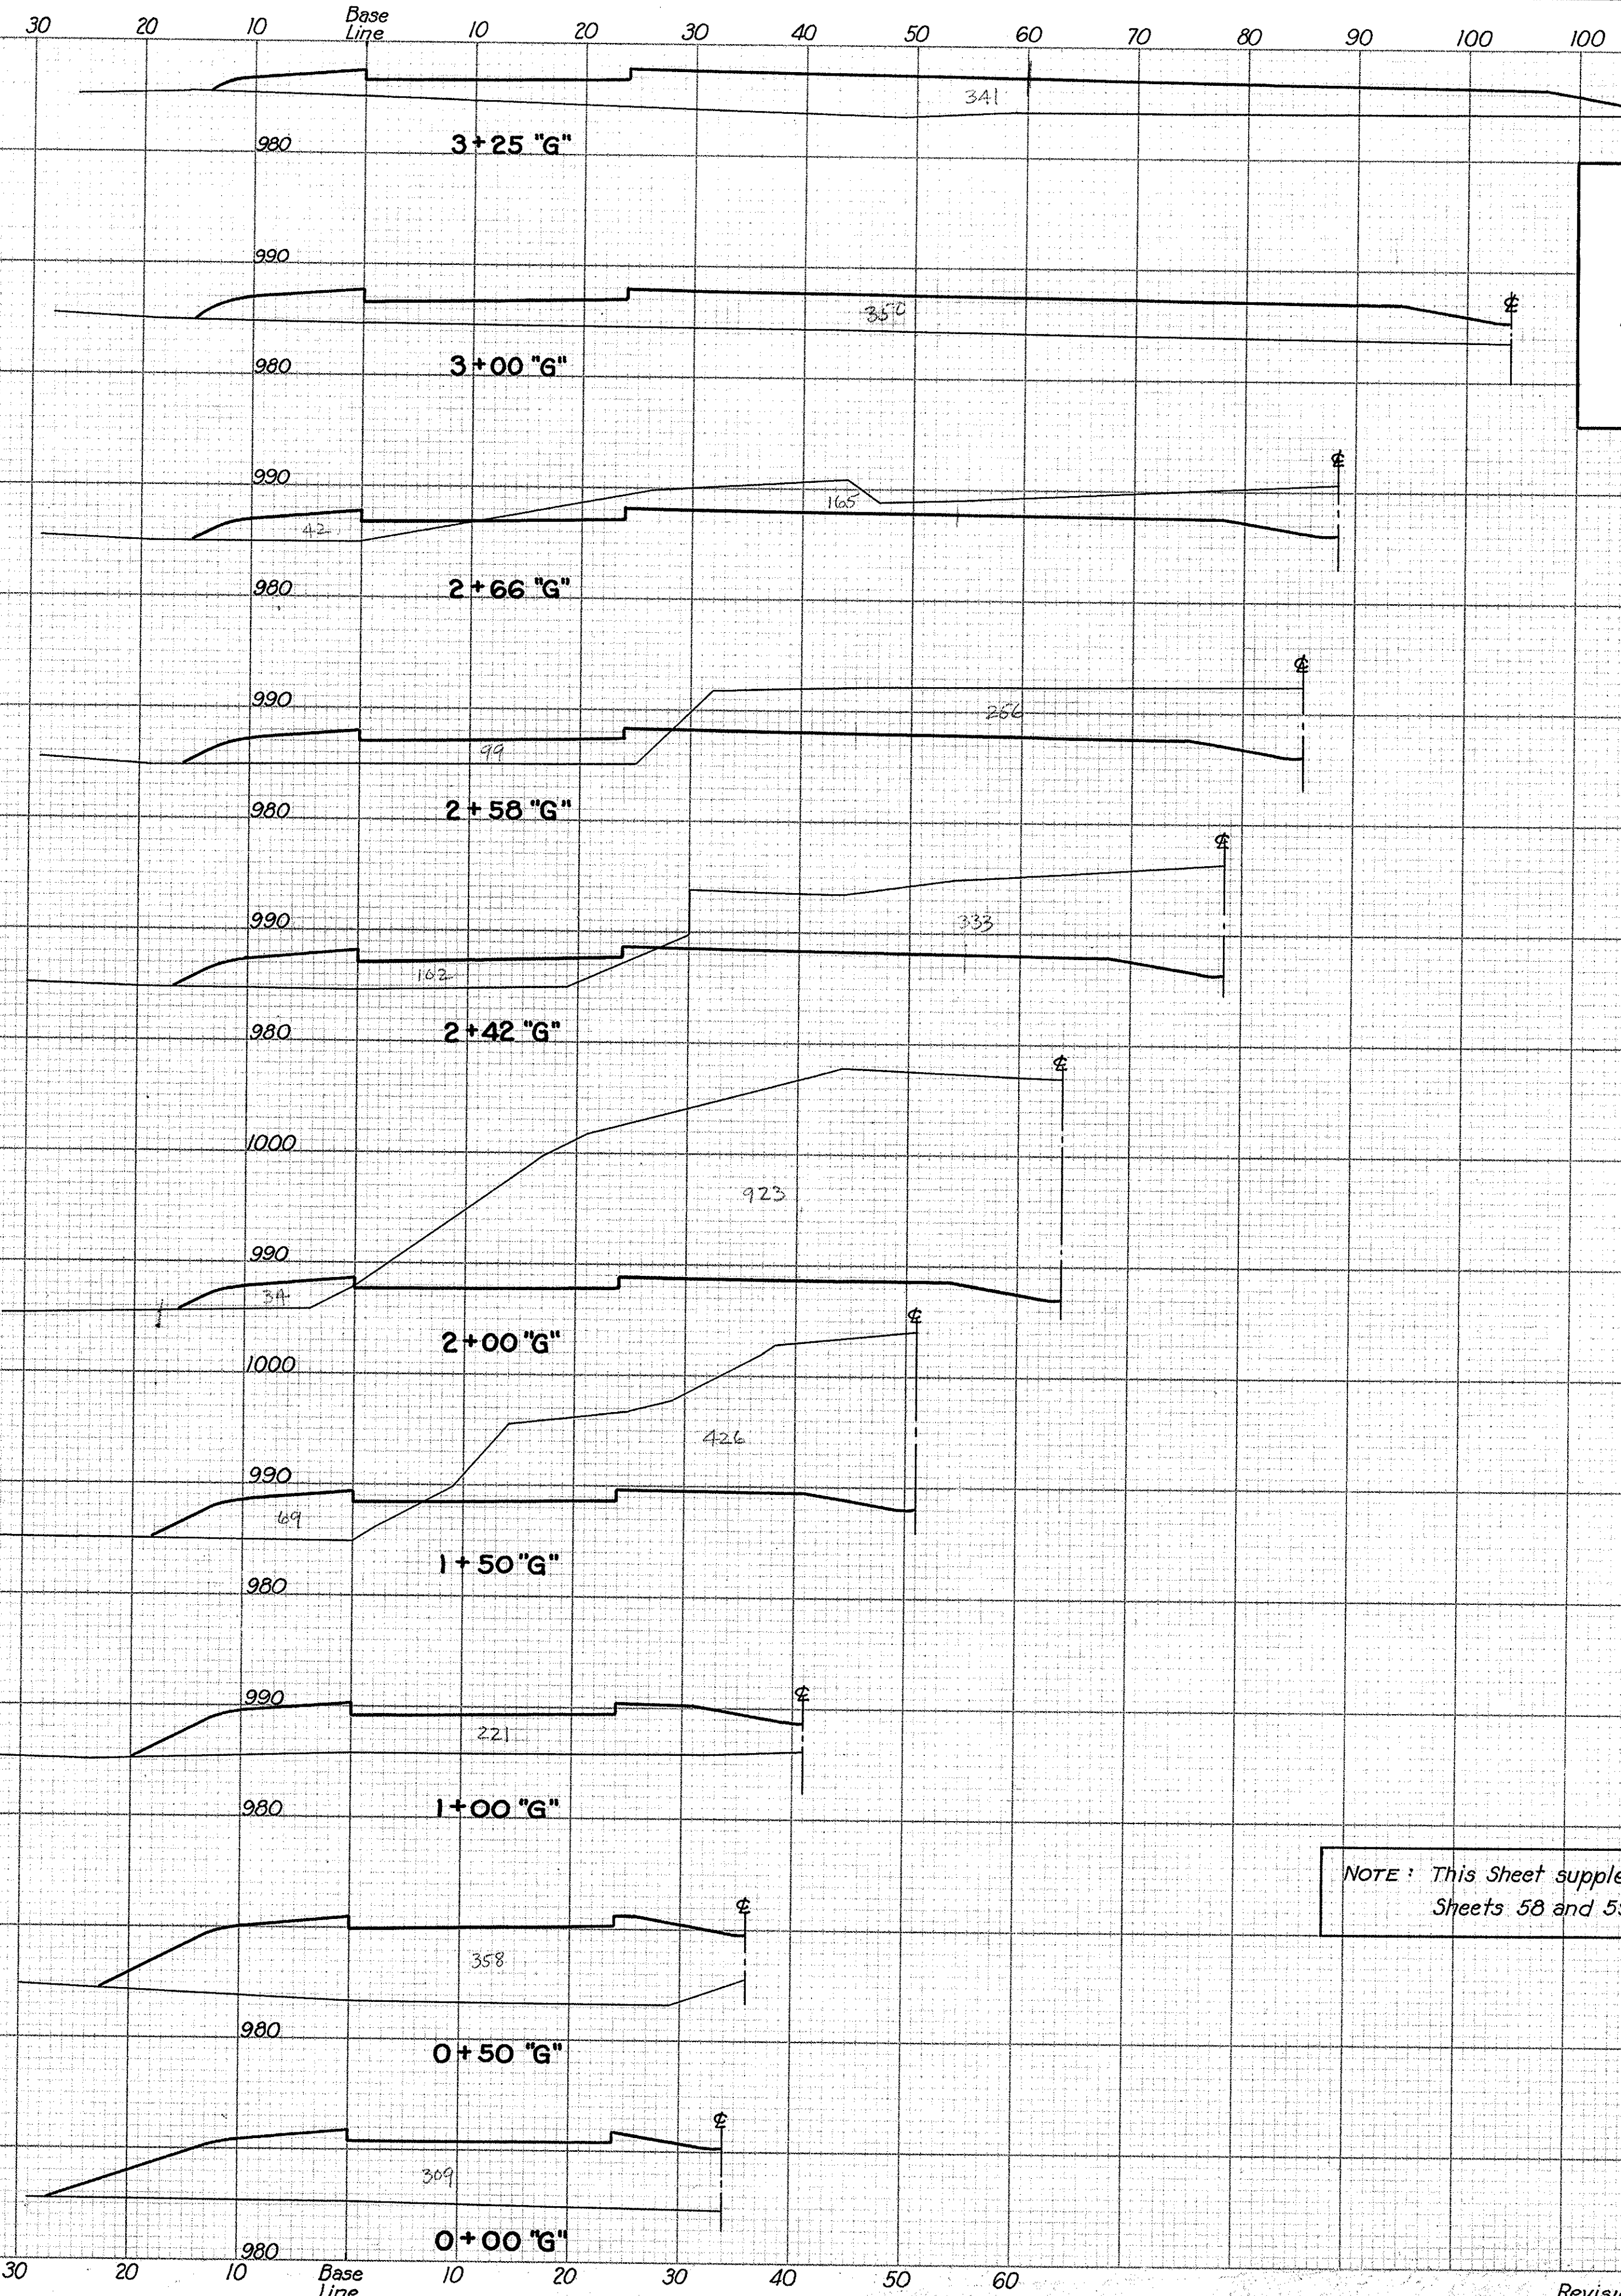 30 20 10 Base Line 10 20 30 40 50 60 70 80 90 100 100
341
980
3+25 "G"
990
350
℄
980
3+00 "G"
℄
990
165
42
980
2+66 "G"
℄
990
266
99
980
2+58 "G"
℄
990
333
102
980
2+42 "G"
℄
1000
923
990
34
℄
2+00 "G"
1000
426
990
69
1+50 "G"
980
990
℄
221
980
1+00 "G"
NOTE: This Sheet supple
Sheets 58 and 5
℄
358
980
0+50 "G"
℄
309
0+00 "G"
980
30 20 10 Base Line 10 20 30 40 50 60
Revisi